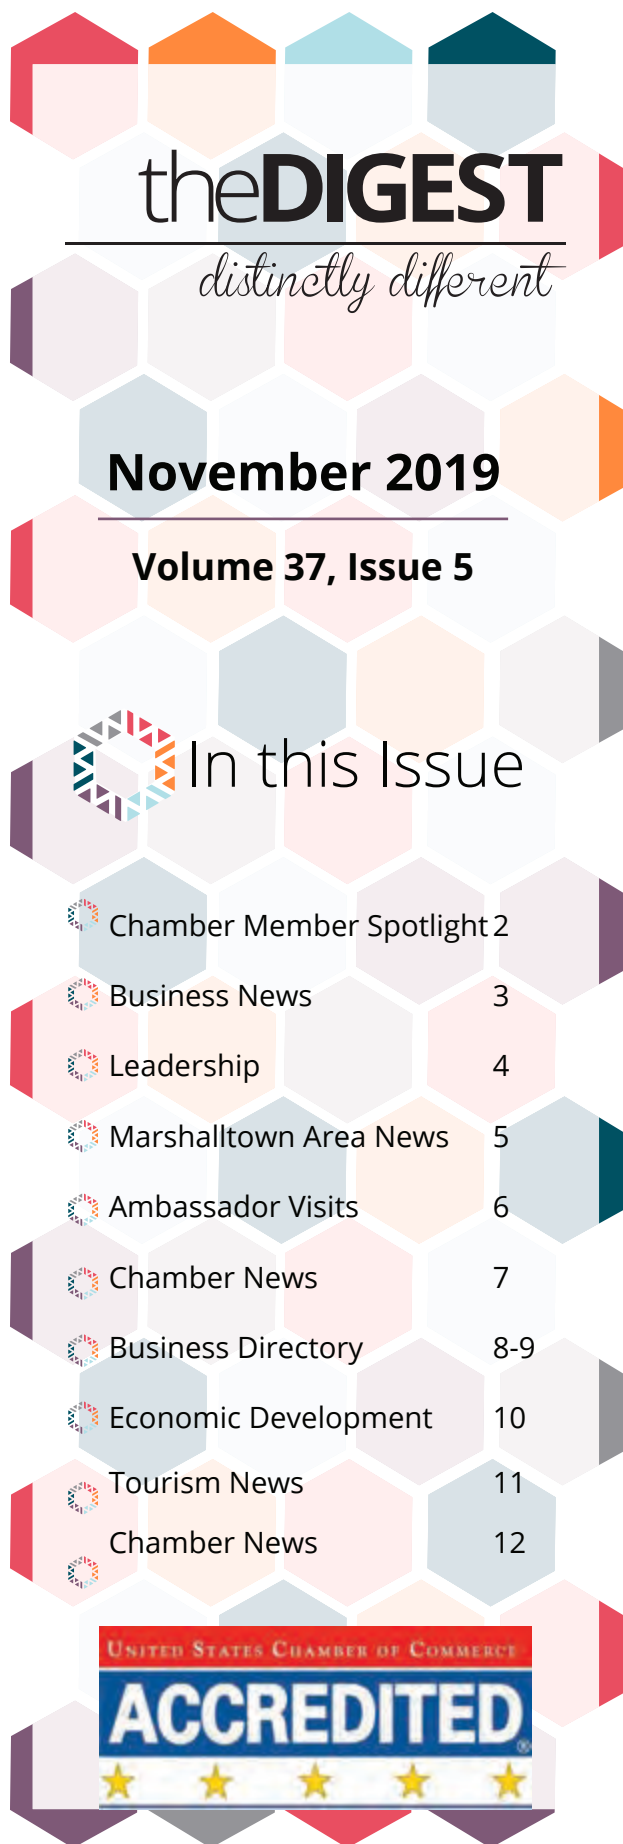 theDIGEST
distinctly different
November 2019
Volume 37, Issue 5
In this Issue
Chamber Member Spotlight 2
Business News 3
Leadership 4
Marshalltown Area News 5
Ambassador Visits 6
Chamber News 7
Business Directory 8-9
Economic Development 10
Tourism News 11
Chamber News 12
UNITED STATES CHAMBER OF COMMERCE
ACCREDITED®